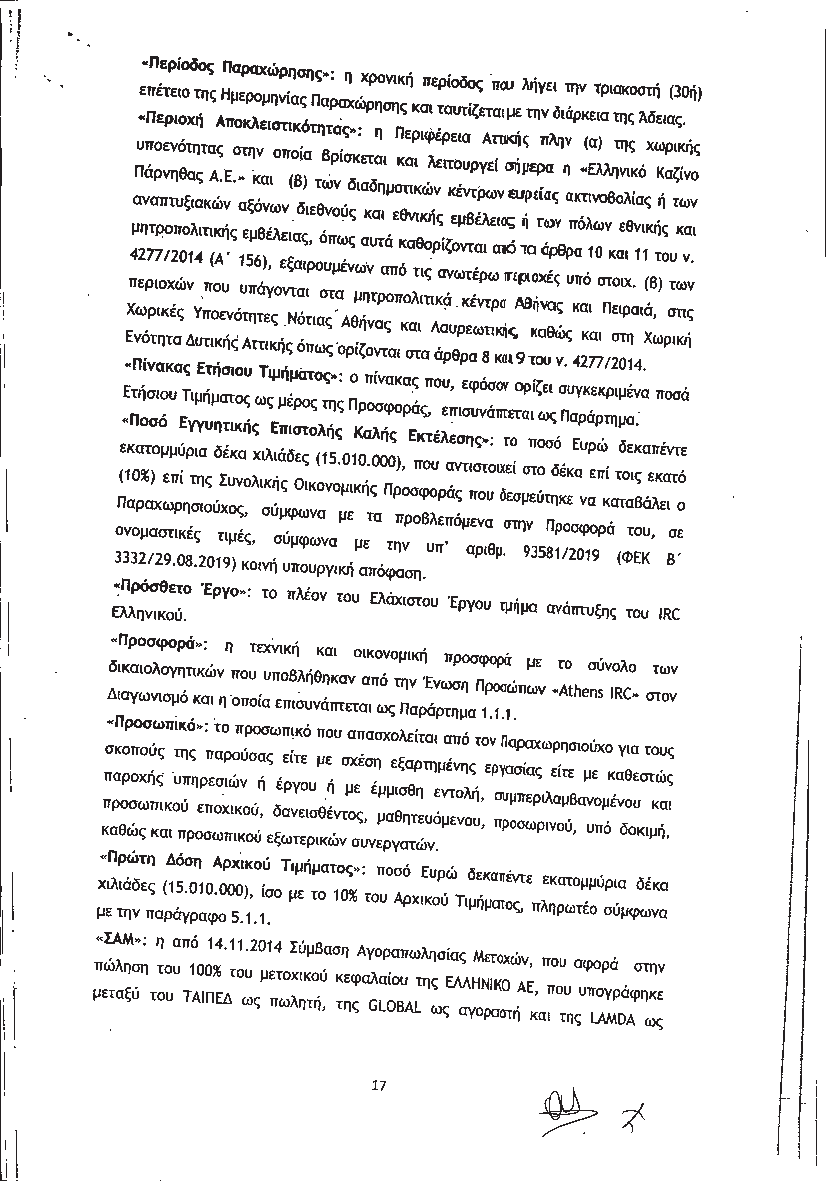 «Περίοδος Παραχώρησης»: η χρονική περίοδος που λήγει την τριακοστή (30ή)
επέτειο της Ημερομηνίας Παραχώρησης και ταυτίζεται με την διάρκεια της Άδειας.
«Περιοχή Αποκλειστικότητας»: η Περιφέρεια Αττικής πλην (α) της χωρικής
υποενότητας στην οποία βρίσκεται και λειτουργεί σήμερα η «Ελληνικό Καζίνο
Πάρνηθας Α.Ε.» και (β) των διαδηματικών κέντρων ευρείας ακτινοβολίας ή των
αναπτυξιακών αξόνων διεθνούς και εθνικής εμβέλειας ή των πόλων εθνικής και
μητροπολιτικής εμβέλειας, όπως αυτά καθορίζονται από τα άρθρα 10 και 11 του ν.
4277/2014 (Α΄ 156), εξαιρουμένων από τις ανωτέρω περιοχές υπό στοιχ. (β) των
περιοχών που υπάγονται στα μητροπολιτικά κέντρα Αθήνας και Πειραιά, στις
Χωρικές Υποενότητες Νότιας Αθήνας και Λαυρεωτικής, καθώς και στη Χωρική
Ενότητα Δυτικής Αττικής όπως ορίζονται στα άρθρα 8 και 9 του ν. 4277/2014.
«Πίνακας Ετήσιου Τιμήματος»: ο πίνακας που, εφόσον ορίζει συγκεκριμένα ποσά
Ετήσιου Τιμήματος ως μέρος της Προσφοράς, επισυνάπτεται ως Παράρτημα.
«Ποσό Εγγυητικής Επιστολής Καλής Εκτέλεσης»: το ποσό Ευρώ δεκαπέντε
εκατομμύρια δέκα χιλιάδες (15.010.000), που αντιστοιχεί στο δέκα επί τοις εκατό
(10%) επί της Συνολικής Οικονομικής Προσφοράς που δεσμεύτηκε να καταβάλει ο
Παραχωρησιούχος, σύμφωνα με τα προβλεπόμενα στην Προσφορά του, σε
ονομαστικές τιμές, σύμφωνα με την υπ' αριθμ. 93581/2019 (ΦΕΚ Β΄
3332/29.08.2019) κοινή υπουργική απόφαση.
«Πρόσθετο Έργο»: το πλέον του Ελάχιστου Έργου τμήμα ανάπτυξης του IRC
Ελληνικού.
«Προσφορά»: η τεχνική και οικονομική προσφορά με το σύνολο των
δικαιολογητικών που υποβλήθηκαν από την Ένωση Προσώπων «Athens IRC» στον
Διαγωνισμό και η οποία επισυνάπτεται ως Παράρτημα 1.1.1.
«Προσωπικό»: το προσωπικό που απασχολείται από τον Παραχωρησιούχο για τους
σκοπούς της παρούσας είτε με σχέση εξαρτημένης εργασίας είτε με καθεστώς
παροχής υπηρεσιών ή έργου ή με έμμισθη εντολή, συμπεριλαμβανομένου και
προσωπικού εποχικού, δανεισθέντος, μαθητευόμενου, προσωρινού, υπό δοκιμή,
καθώς και προσωπικού εξωτερικών συνεργατών.
«Πρώτη Δόση Αρχικού Τιμήματος»: ποσό Ευρώ δεκαπέντε εκατομμύρια δέκα
χιλιάδες (15.010.000), ίσο με το 10% του Αρχικού Τιμήματος, πληρωτέο σύμφωνα
με την παράγραφο 5.1.1.
«ΣΑΜ»: η από 14.11.2014 Σύμβαση Αγοραπωλησίας Μετοχών, που αφορά στην
πώληση του 100% του μετοχικού κεφαλαίου της ΕΛΛΗΝΙΚΟ ΑΕ, που υπογράφηκε
μεταξύ του ΤΑΙΠΕΔ ως πωλητή, της GLOBAL ως αγοραστή και της LAMDA ως
17